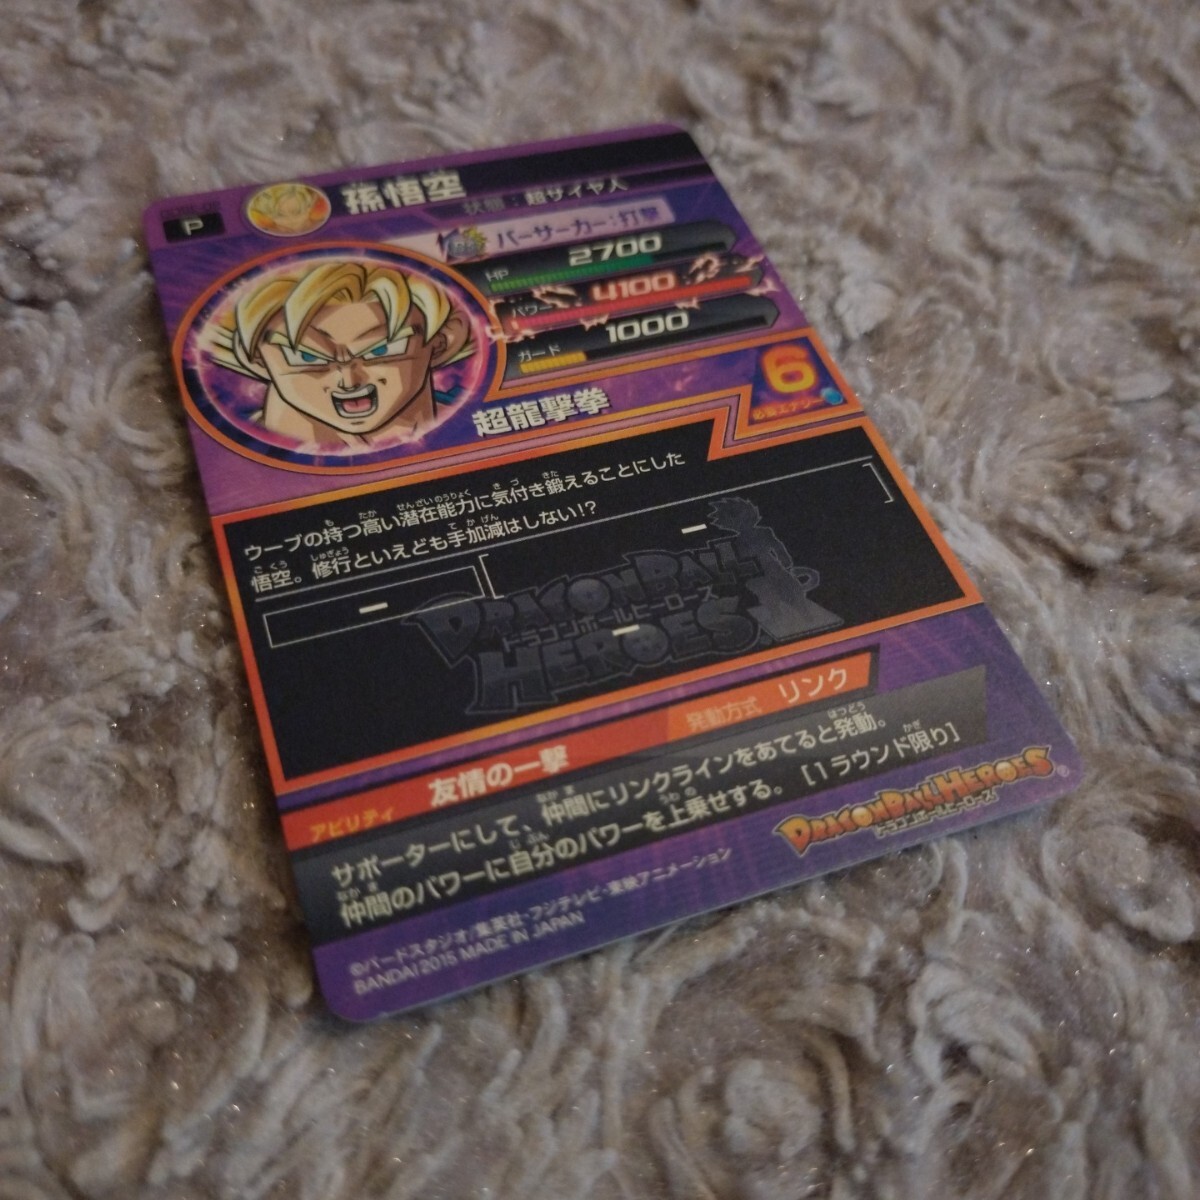 P
孫悟空
状態：超サイヤ人
バーサーカー：打撃
HP 2700
パワー 4100
ガード 1000
超龍撃拳
6
必要エナジー
ウーブの持つ高い潜在能力に気付き鍛えることにした
悟空。修行といえども手加減はしない!?
DRAGON BALL
ドラゴンボールヒーローズ
HEROES
アビリティ 友情の一撃 発動方式 リンク
サポーターにして、仲間にリンクラインをあてると発動。
仲間のパワーに自分のパワーを上乗せする。［1ラウンド限り］
DRAGON BALL HEROES®
ドラゴンボールヒーローズ
©バードスタジオ/集英社・フジテレビ・東映アニメーション
BANDAI 2015 MADE IN JAPAN